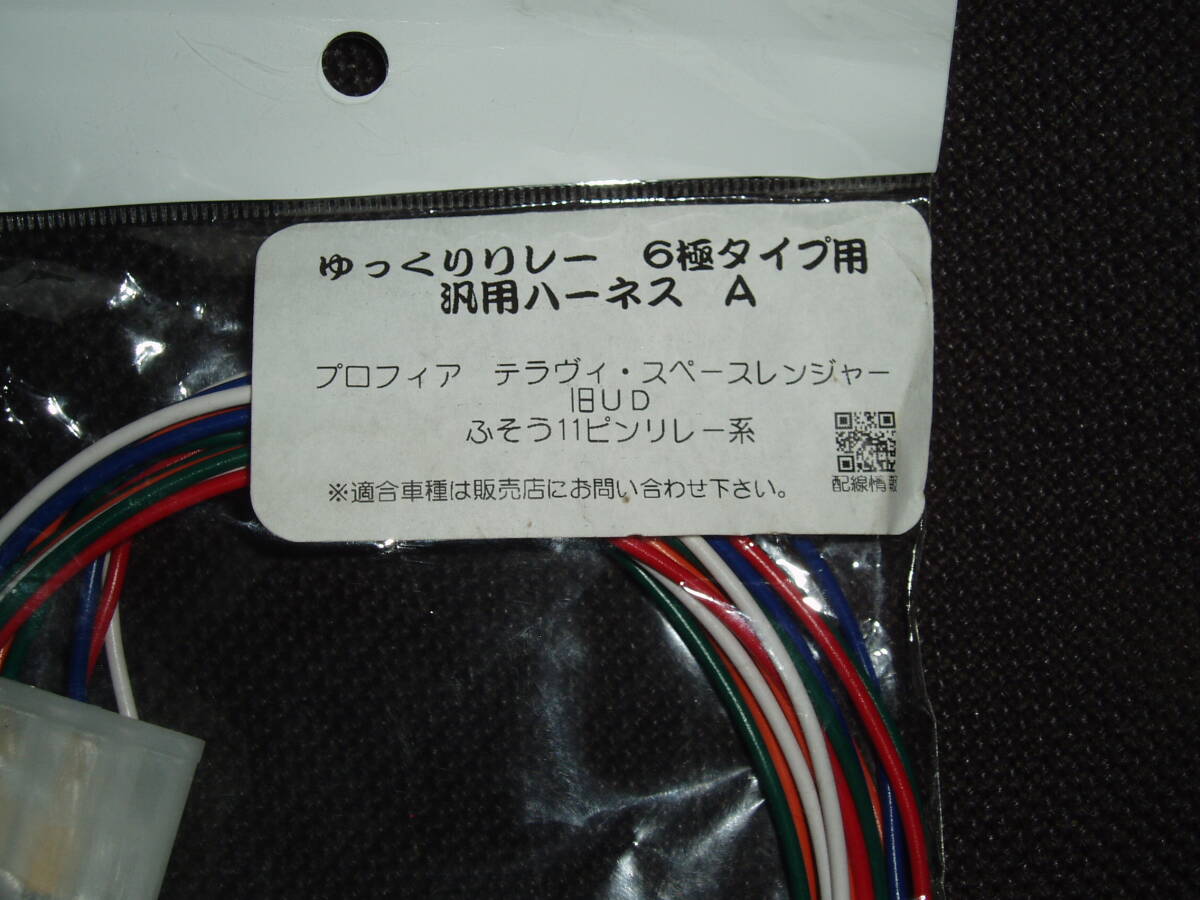 ゆっくりリレー　6極タイプ用
汎用ハーネス　A
プロフィア　テラヴィ・スペースレンジャー
旧UD
ふそう11ピンリレー系
※適合車種は販売店にお問い合わせ下さい。
配線情報